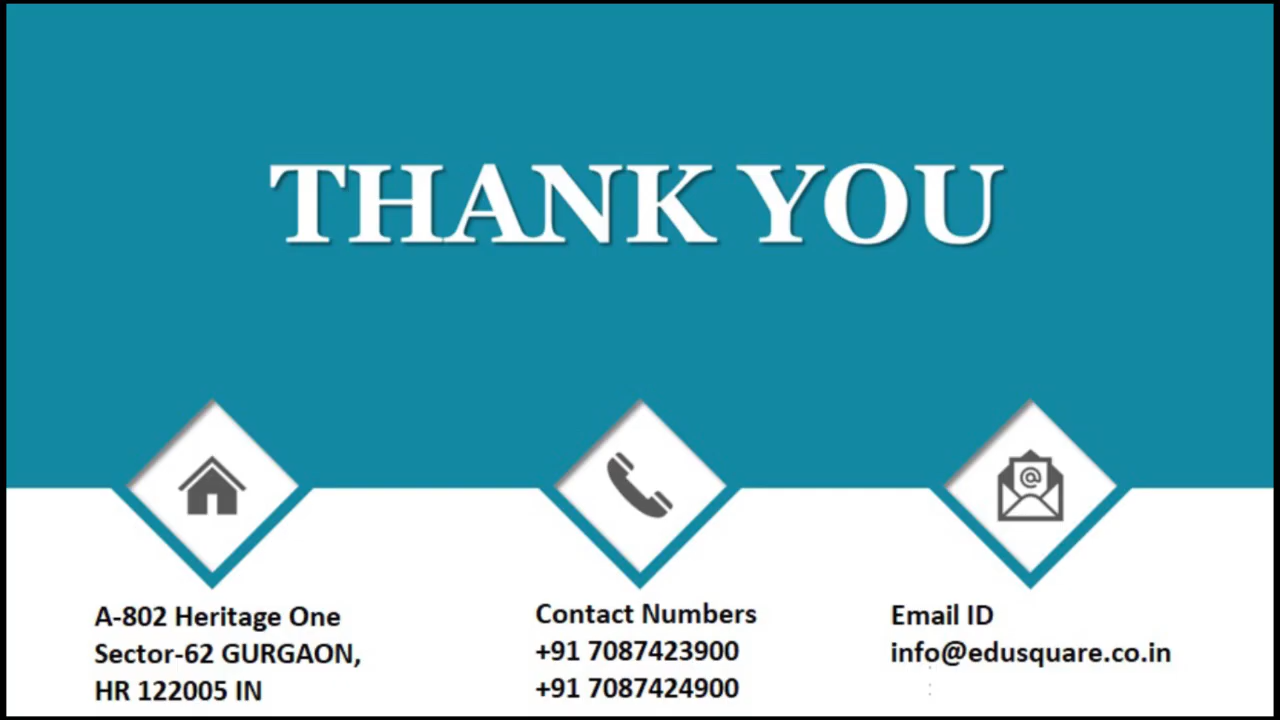 THANK YOU
A-802 Heritage One
Sector-62 GURGAON,
HR 122005 IN
Contact Numbers
+91 7087423900
+91 7087424900
Email ID
info@edusquare.co.in